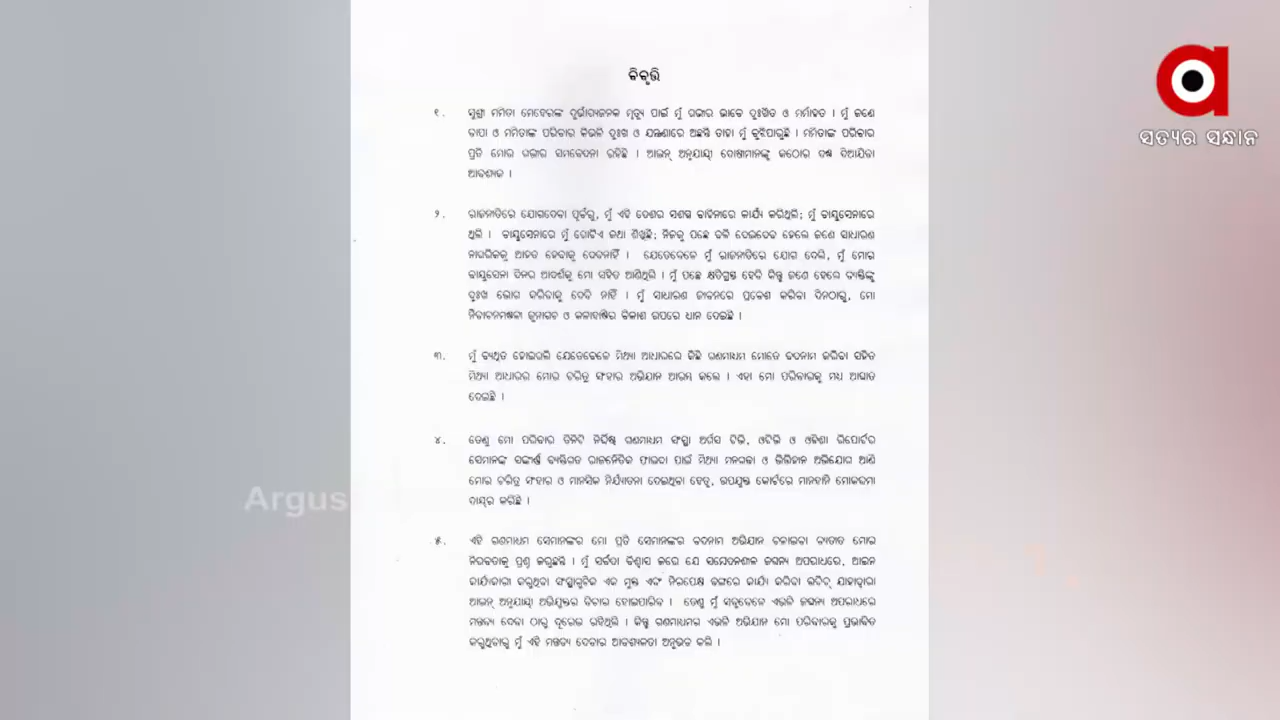 ବିବୃତ୍ତି
ସତ୍ୟର ସନ୍ଧାନ
୧. ସୁଶ୍ରୀ ମମିତା ମେହେରଙ୍କ ଦୁର୍ଭାଗ୍ୟଜନକ ମୃତ୍ୟୁ ପାଇଁ ମୁଁ ଗଭୀର ଭାବେ ଦୁଃଖିତ ଓ ମର୍ମାହତ । ମୁଁ ଜଣେ
ବାପା ଓ ମମିତାଙ୍କ ପରିବାର କିଭଳି ଦୁଃଖ ଓ ଯନ୍ତ୍ରଣାରେ ଅଛନ୍ତି ତାହା ମୁଁ ବୁଝିପାରୁଛି । ମମିତାଙ୍କ ପରିବାର
ପ୍ରତି ମୋର ଗଭୀର ସମବେଦନା ରହିଛି । ଆଇନ୍ ଅନୁଯାୟୀ ଦୋଷୀମାନଙ୍କୁ କଠୋର ଦଣ୍ଡ ଦିଆଯିବା
ଆବଶ୍ୟକ ।
୨. ରାଜନୀତିରେ ଯୋଗଦେବା ପୂର୍ବରୁ, ମୁଁ ଏହି ଦେଶର ସଶସ୍ତ୍ର ବାହିନୀରେ କାର୍ଯ୍ୟ କରିଥିଲି; ମୁଁ ବାୟୁସେନାରେ
ଥିଲି । ବାୟୁସେନାରେ ମୁଁ ଗୋଟିଏ କଥା ଶିଖିଛି; ନିଜକୁ ପଛେ ବଳି ଦେଇଦେବ ହେଲେ ଜଣେ ସାଧାରଣ
ନାଗରିକକୁ ଆହତ ହେବାକୁ ଦେବନାହିଁ । ଯେତେବେଳେ ମୁଁ ରାଜନୀତିରେ ଯୋଗ ଦେଲି, ମୁଁ ମୋର
ବାୟୁସେନା ଦିନର ଆଦର୍ଶକୁ ମୋ ସହିତ ଆଣିଥିଲି । ମୁଁ ପଛେ କ୍ଷତିଗ୍ରସ୍ତ ହେବି କିନ୍ତୁ ଜଣେ ହେଲେ ବ୍ୟକ୍ତିଙ୍କୁ
ଦୁଃଖ ଭୋଗ କରିବାକୁ ଦେବି ନାହିଁ । ମୁଁ ସାଧାରଣ ଜୀବନରେ ପ୍ରବେଶ କରିବା ଦିନଠାରୁ, ମୋ
ନିର୍ବାଚନମଣ୍ଡଳୀ ଜୁନାଗଡ ଓ କଳାହାଣ୍ଡିର ବିକାଶ ଉପରେ ଧ୍ୟାନ ଦେଇଛି ।
୩. ମୁଁ ବ୍ୟଥିତ ହୋଇଗଲି ଯେତେବେଳେ ମିଥ୍ୟା ଆଧାରରେ କିଛି ଗଣମାଧ୍ୟମ ମୋତେ ବଦନାମ କରିବା ସହିତ
ମିଥ୍ୟା ଆଧାରର ମୋର ଚରିତ୍ର ସଂହାର ଅଭିଯାନ ଆରମ୍ଭ କଲେ । ଏହା ମୋ ପରିବାରକୁ ମଧ୍ୟ ଆଘାତ
ଦେଇଛି ।
୪. ତେଣୁ ମୋ ପରିବାର ତିନିଟି ନିର୍ଦ୍ଦିଷ୍ଟ ଗଣମାଧ୍ୟମ ସଂସ୍ଥା ଅର୍ଗସ ଟିଭି, ଓଟିଭି ଓ ଓଡିଶା ରିପୋର୍ଟର
ସେମାନଙ୍କ ସଙ୍କୀର୍ଣ୍ଣ ବ୍ୟକ୍ତିଗତ ରାଜନୈତିକ ଫାଇଦା ପାଇଁ ମିଥ୍ୟା ମନଗଢା ଓ ଭିତିହୀନ ଅଭିଯୋଗ ଆଣି
ମୋର ଚରିତ୍ର ସଂହାର ଓ ମାନସିକ ନିର୍ଯ୍ୟାତନା ଦେଇଥିବା ହେତୁ, ଉପଯୁକ୍ତ କୋର୍ଟରେ ମାନହାନି ମୋକଦ୍ଦମା
ଦାୟର କରିଛି ।
Argus
୫. ଏହି ଗଣମାଧ୍ୟମ ସେମାନଙ୍କର ମୋ ପ୍ରତି ସେମାନଙ୍କର ବଦନାମ ଅଭିଯାନ ଚଳାଇବା ବ୍ୟତୀତ ମୋର
ନିରବତାକୁ ପ୍ରଶ୍ନ କରୁଛନ୍ତି । ମୁଁ ସର୍ବଦା ବିଶ୍ୱାସ କରେ ଯେ ସମ୍ବେଦନଶୀଳ ଜଘନ୍ୟ ଅପରାଧରେ, ଆଇନ
କାର୍ଯ୍ୟକାରୀ କରୁଥିବା ସଂସ୍ଥାଗୁଡିକ ଏକ ମୁକ୍ତ ଏବଂ ନିରପେକ୍ଷ ଢଙ୍ଗରେ କାର୍ଯ୍ୟ କରିବା ଉଚିତ୍ ଯାହାଦ୍ୱାରା
ଆଇନ୍ ଅନୁଯାୟୀ ଅଭିଯୁକ୍ତର ବିଚାର ହୋଇପାରିବ । ତେଣୁ ମୁଁ ସବୁବେଳେ ଏଭଳି ଜଘନ୍ୟ ଅପରାଧରେ
ମନ୍ତବ୍ୟ ଦେବା ଠାରୁ ଦୂରେଇ ରହିଥିଲି । କିନ୍ତୁ ଗଣମାଧ୍ୟମର ଏଭଳି ଅଭିଯାନ ମୋ ପରିବାରକୁ ପ୍ରଭାବିତ
କରୁଥିବାରୁ ମୁଁ ଏହି ମନ୍ତବ୍ୟ ଦେବାର ଆବଶ୍ୟକତା ଅନୁଭବ କଲି ।